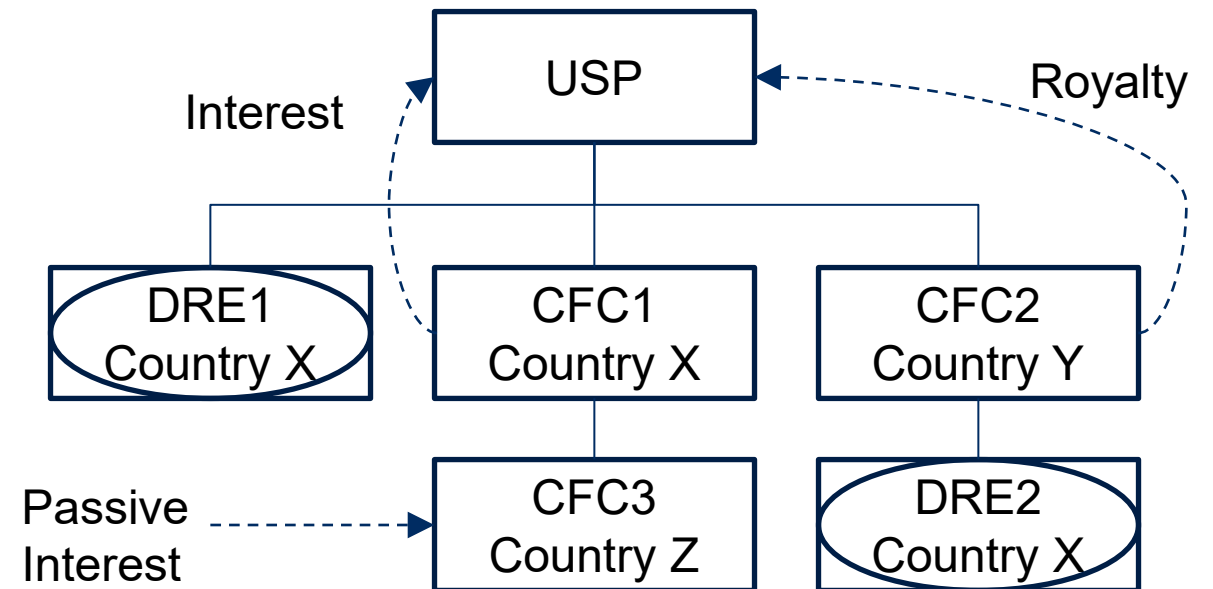 USP
Interest
Royalty
DRE1
Country X
CFC1
Country X
CFC2
Country Y
Passive
Interest
CFC3
Country Z
DRE2
Country X